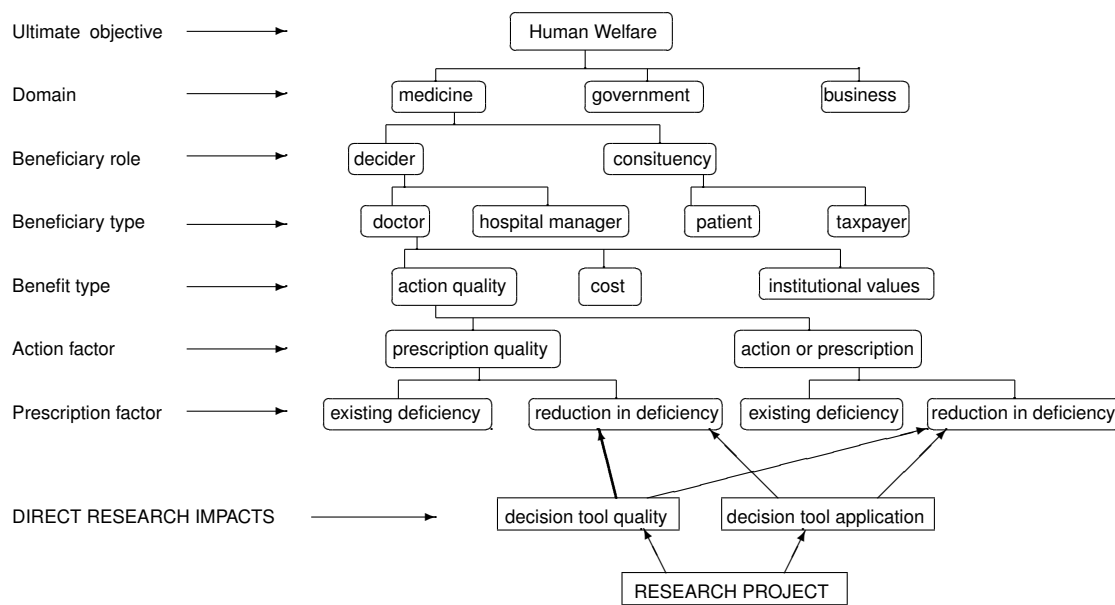 Ultimate objective Human Welfare
Domain medicine government business
Beneficiary role decider consituency
Beneficiary type doctor hospital manager patient taxpayer
Benefit type action quality cost institutional values
Action factor prescription quality action or prescription
Prescription factor existing deficiency reduction in deficiency existing deficiency reduction in deficiency
DIRECT RESEARCH IMPACTS decision tool quality decision tool application
RESEARCH PROJECT